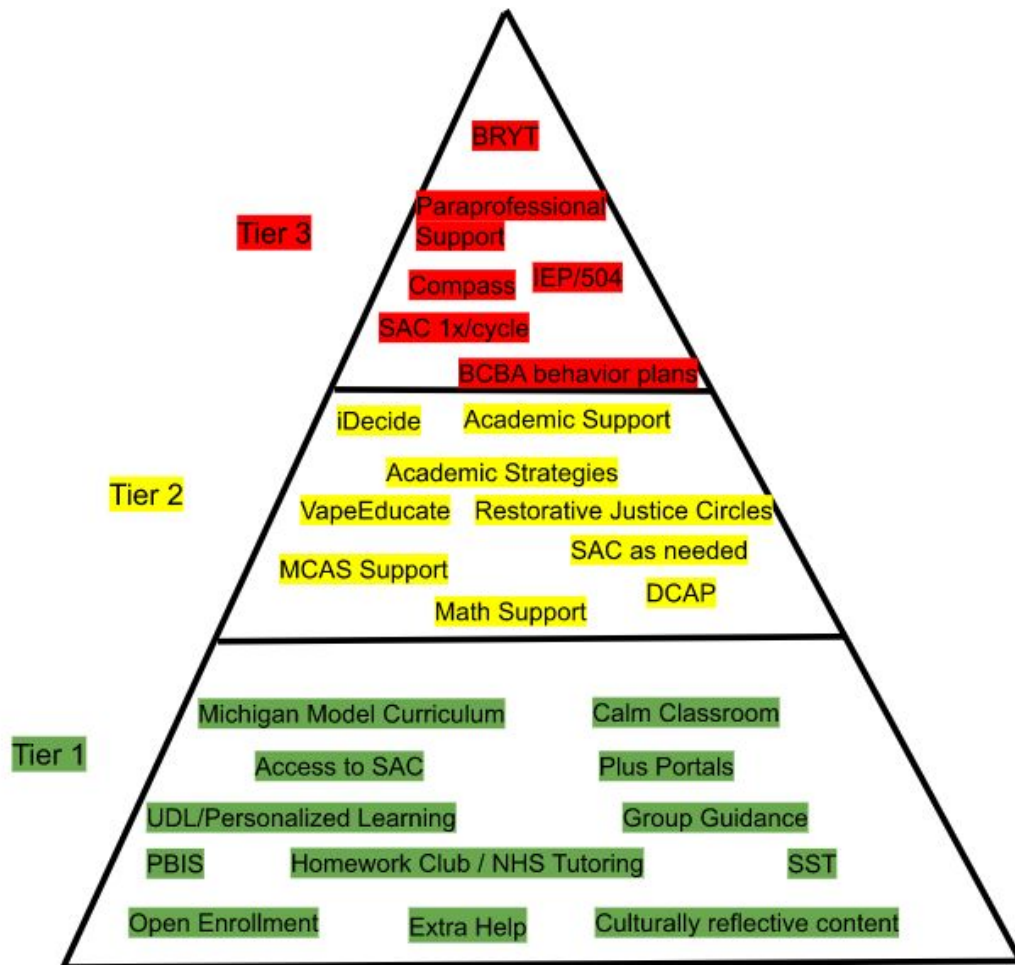 BRYT
Tier 3
Paraprofessional
Support
Compass
IEP/504
SAC 1x/cycle
BCBA behavior plans
Tier 2
iDecide
Academic Support
Academic Strategies
VapeEducate
Restorative Justice Circles
SAC as needed
MCAS Support
DCAP
Math Support
Tier 1
Michigan Model Curriculum
Calm Classroom
Access to SAC
Plus Portals
UDL/Personalized Learning
Group Guidance
PBIS
Homework Club / NHS Tutoring
SST
Open Enrollment
Extra Help
Culturally reflective content